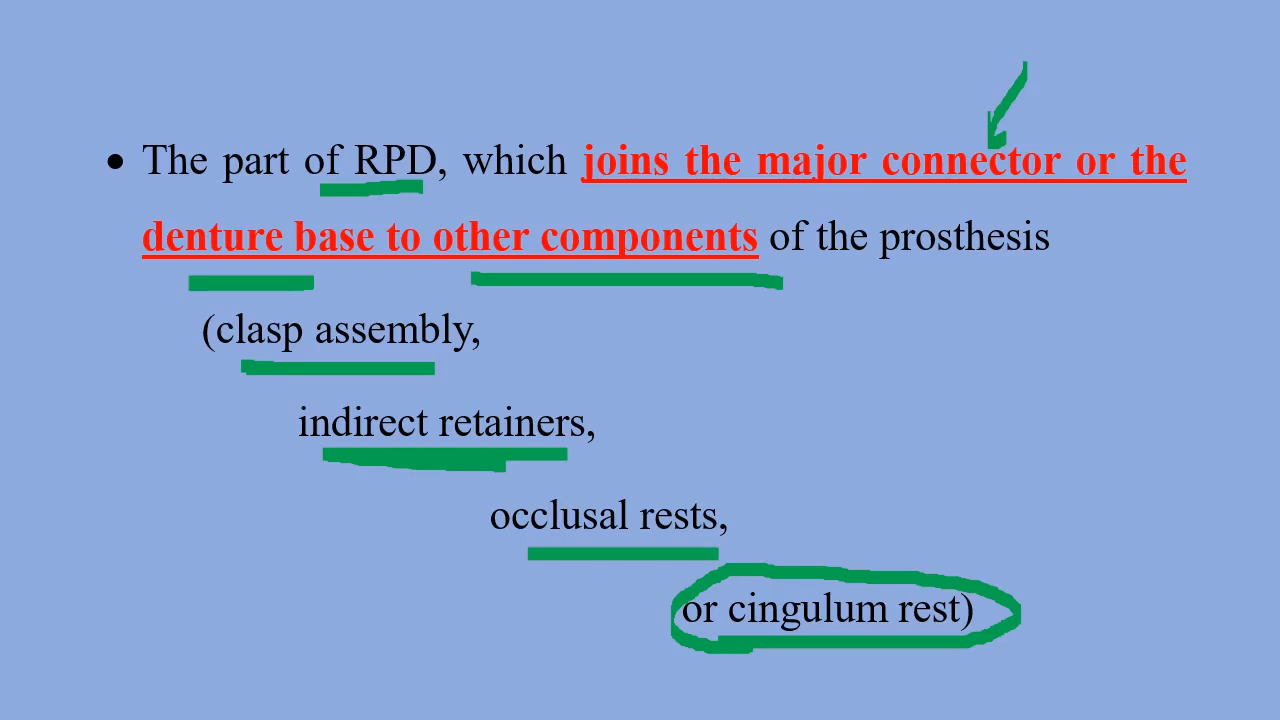 • The part of RPD, which joins the major connector or the
denture base to other components of the prosthesis
(clasp assembly,
indirect retainers,
occlusal rests,
or cingulum rest)